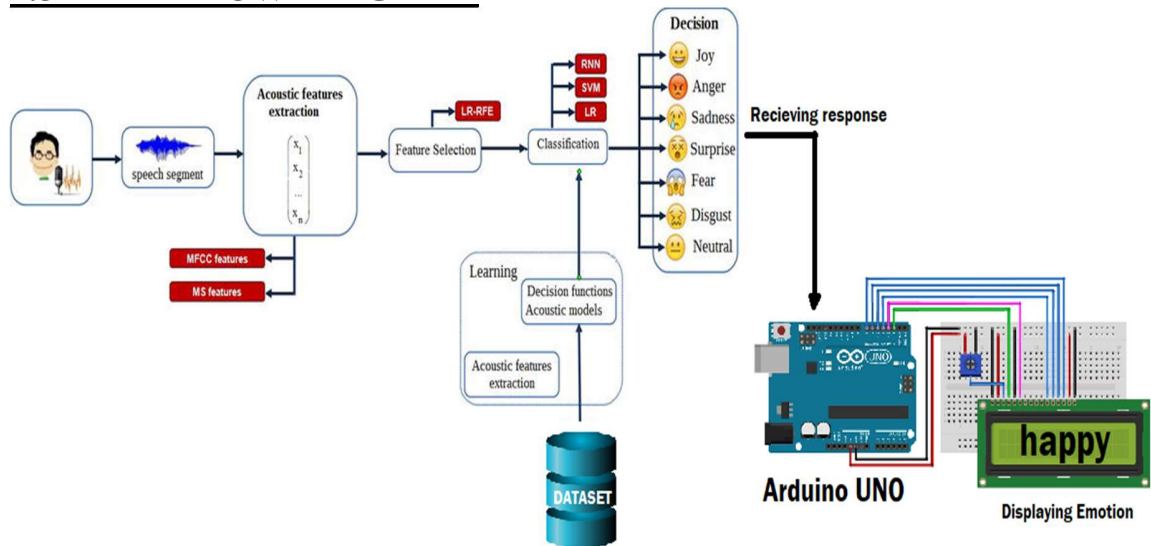 Acoustic features
extraction
x1
x2
...
xn
speech segment
MFCC features
MS features
LR-RFE
Feature Selection
RNN
SVM
LR
Classification
Decision
Joy
Anger
Sadness
Surprise
Fear
Disgust
Neutral
Recieving response
Learning
Decision functions
Acoustic models
Acoustic features
extraction
DATASET
UNO
Arduino UNO
happy
Displaying Emotion